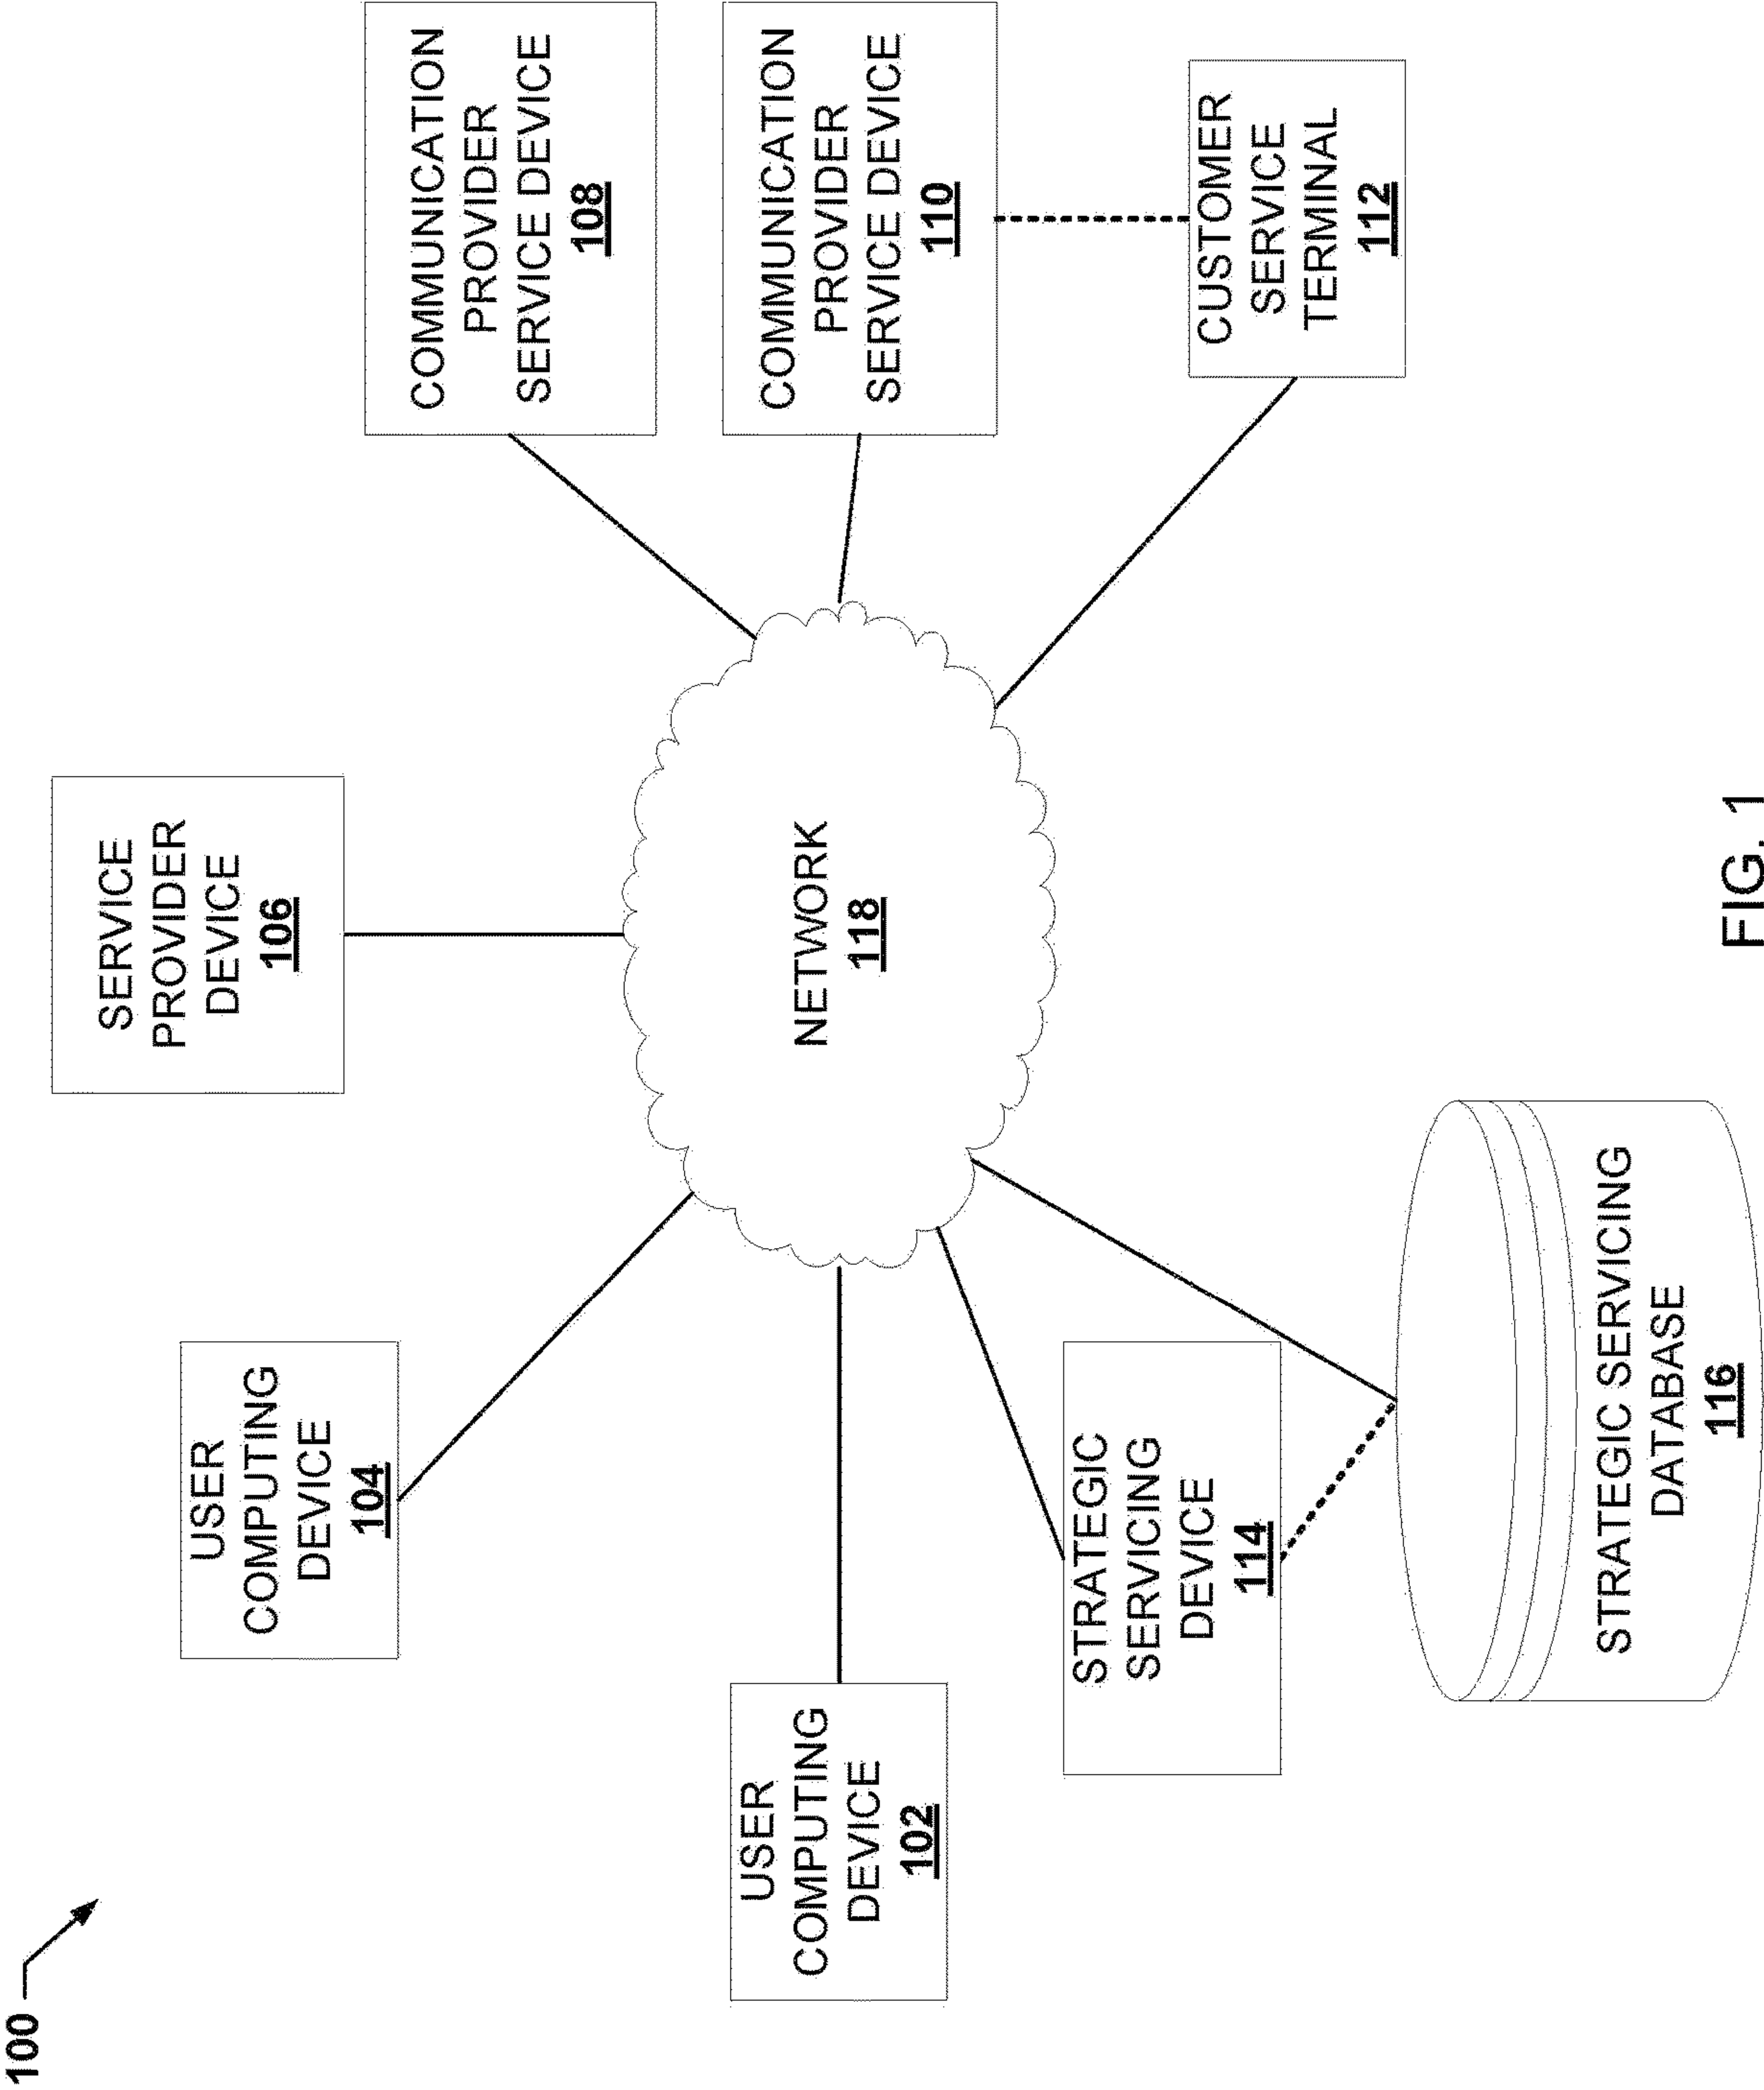 100
SERVICE
PROVIDER
DEVICE
106
USER
COMPUTING
DEVICE
104
COMMUNICATION
PROVIDER
SERVICE DEVICE
108
USER
COMPUTING
DEVICE
102
NETWORK
118
COMMUNICATION
PROVIDER
SERVICE DEVICE
110
STRATEGIC
SERVICING
DEVICE
114
CUSTOMER
SERVICE
TERMINAL
112
STRATEGIC SERVICING
DATABASE
116
FIG. 1